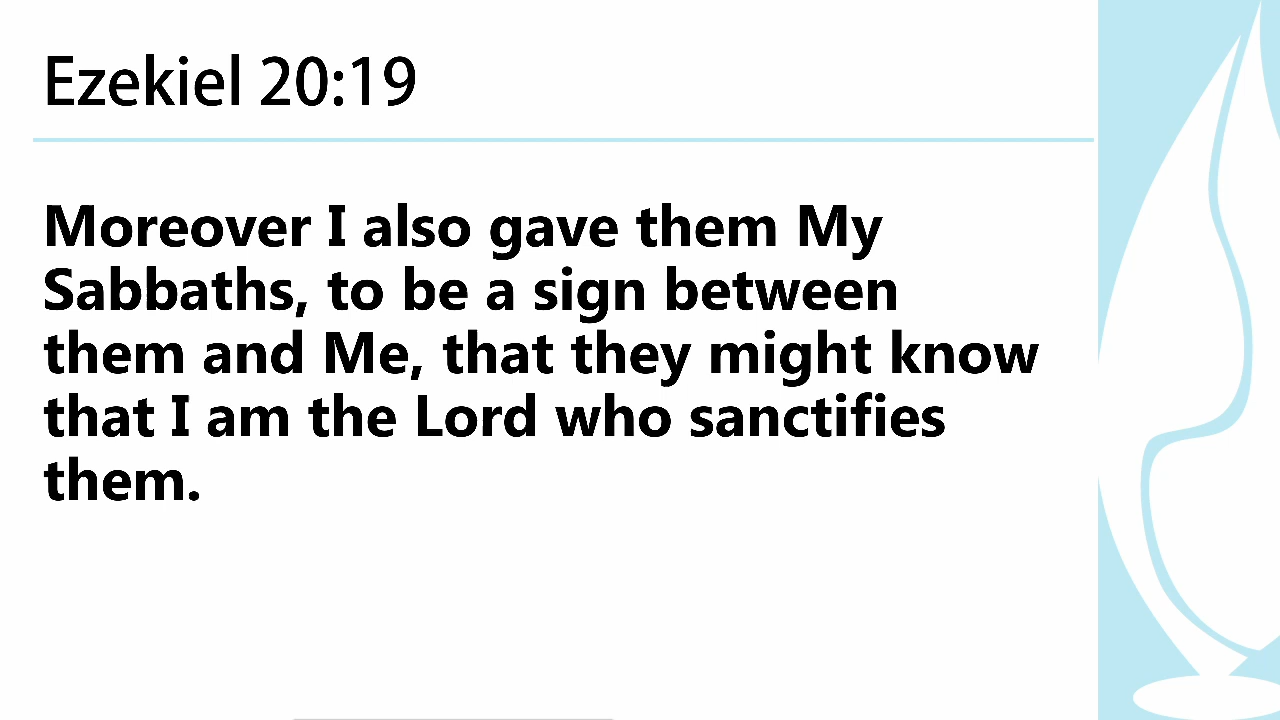 Ezekiel 20:19
Moreover I also gave them My
Sabbaths, to be a sign between
them and Me, that they might know
that I am the Lord who sanctifies
them.